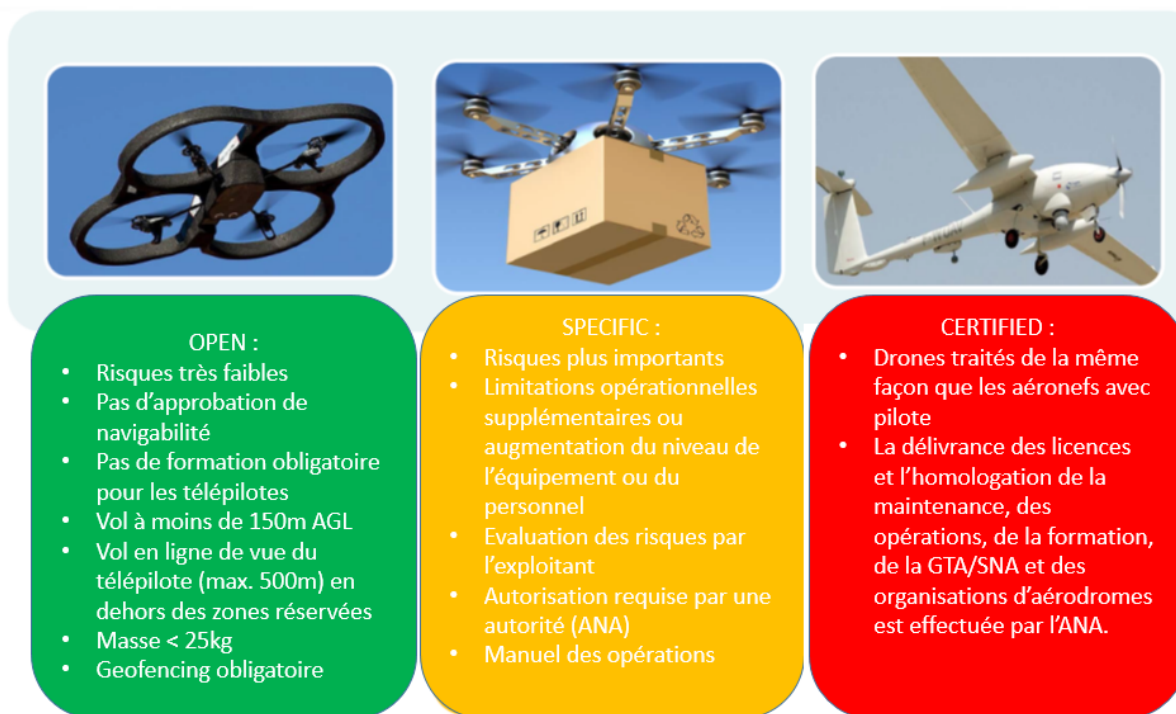 OPEN :
• Risques très faibles
• Pas d’approbation de
navigabilité
• Pas de formation obligatoire
pour les télépilotes
• Vol à moins de 150m AGL
• Vol en ligne de vue du
télépilote (max. 500m) en
dehors des zones réservées
• Masse < 25kg
• Geofencing obligatoire
SPECIFIC :
• Risques plus importants
• Limitations opérationnelles
supplémentaires ou
augmentation du niveau de
l’équipement ou du
personnel
• Evaluation des risques par
l’exploitant
• Autorisation requise par une
autorité (ANA)
• Manuel des opérations
CERTIFIED :
• Drones traités de la même
façon que les aéronefs avec
pilote
• La délivrance des licences
et l’homologation de la
maintenance, des
opérations, de la formation,
de la GTA/SNA et des
organisations d’aérodromes
est effectuée par l’ANA.